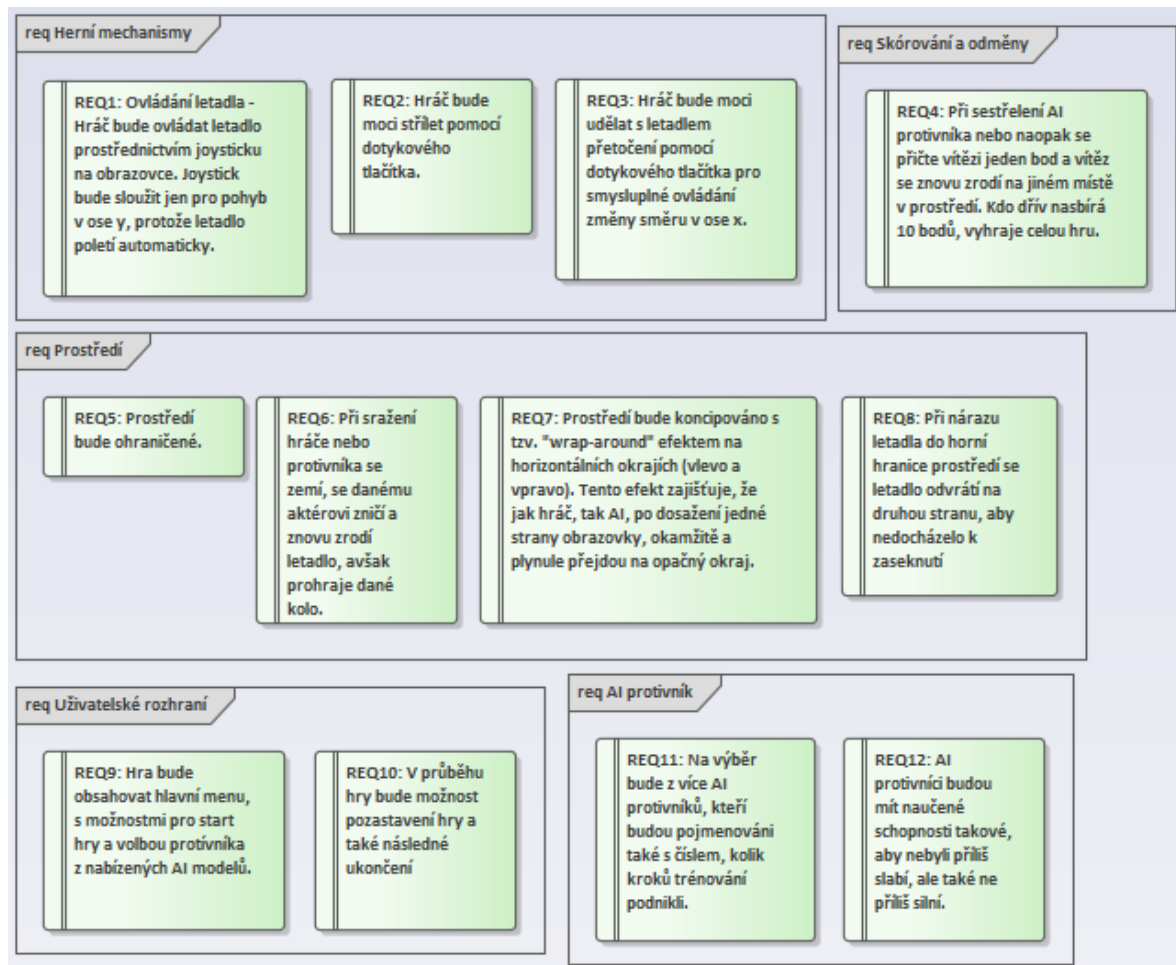 req Herní mechanismy
REQ1: Ovládání letadla -
Hráč bude ovládat letadlo
prostřednictvím joysticku
na obrazovce. Joystick
bude sloužit jen pro pohyb
v ose y, protože letadlo
poletí automaticky.
REQ2: Hráč bude
moci střílet pomocí
dotykového
tlačítka.
REQ3: Hráč bude moci
udělat s letadlem
přetočení pomocí
dotykového tlačítka pro
smysluplné ovládání
změny směru v ose x.
req Skórování a odměny
REQ4: Při sestřelení AI
protivníka nebo naopak se
přičte vítězi jeden bod a vítěz
se znovu zrodí na jiném místě
v prostředí. Kdo dřív nasbírá
10 bodů, vyhraje celou hru.
req Prostředí
REQ5: Prostředí
bude ohraničené.
REQ6: Při sražení
hráče nebo
protivníka se
zemí, se danému
aktérovi zničí a
znovu zrodí
letadlo, avšak
prohraje dané
kolo.
REQ7: Prostředí bude koncipováno s
tzv. "wrap-around" efektem na
horizontálních okrajích (vlevo a
vpravo). Tento efekt zajišťuje, že
jak hráč, tak AI, po dosažení jedné
strany obrazovky, okamžitě a
plynule přejdou na opačný okraj.
REQ8: Při nárazu
letadla do horní
hranice prostředí se
letadlo odvrátí na
druhou stranu, aby
nedocházelo k
zaseknutí
req Uživatelské rozhraní
REQ9: Hra bude
obsahovat hlavní menu,
s možnostmi pro start
hry a volbou protivníka
z nabízených AI modelů.
REQ10: V průběhu
hry bude možnost
pozastavení hry a
také následné
ukončení
req AI protivník
REQ11: Na výběr
bude z více AI
protivníků, kteří
budou pojmenováni
také s číslem, kolik
kroků trénování
podnikli.
REQ12: AI
protivníci budou
mít naučené
schopnosti takové,
aby nebyli příliš
slabí, ale také ne
příliš silní.